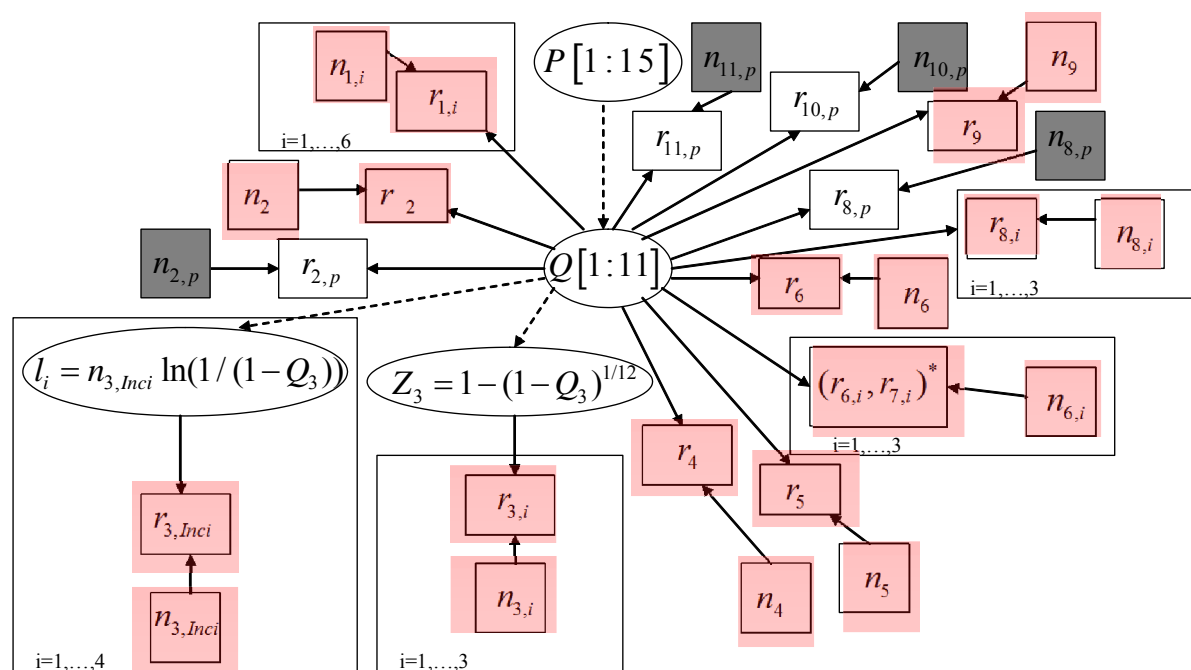 n_{1,i}
r_{1,i}
i=1,…,6
P[1:15]
n_{11,p}
r_{11,p}
n_{10,p}
r_{10,p}
n_9
r_9
n_{8,p}
r_{8,p}
n_2
r_2
n_{2,p}
r_{2,p}
Q[1:11]
r_{8,i}
n_{8,i}
i=1,…,3
r_6
n_6
l_i = n_{3,Inci} ln(1/(1−Q_3))
r_{3,Inci}
n_{3,Inci}
i=1,…,4
Z_3 = 1−(1−Q_3)^{1/12}
r_{3,i}
n_{3,i}
i=1,…,3
(r_{6,i}, r_{7,i})^*
n_{6,i}
i=1,…,3
r_4
n_4
r_5
n_5